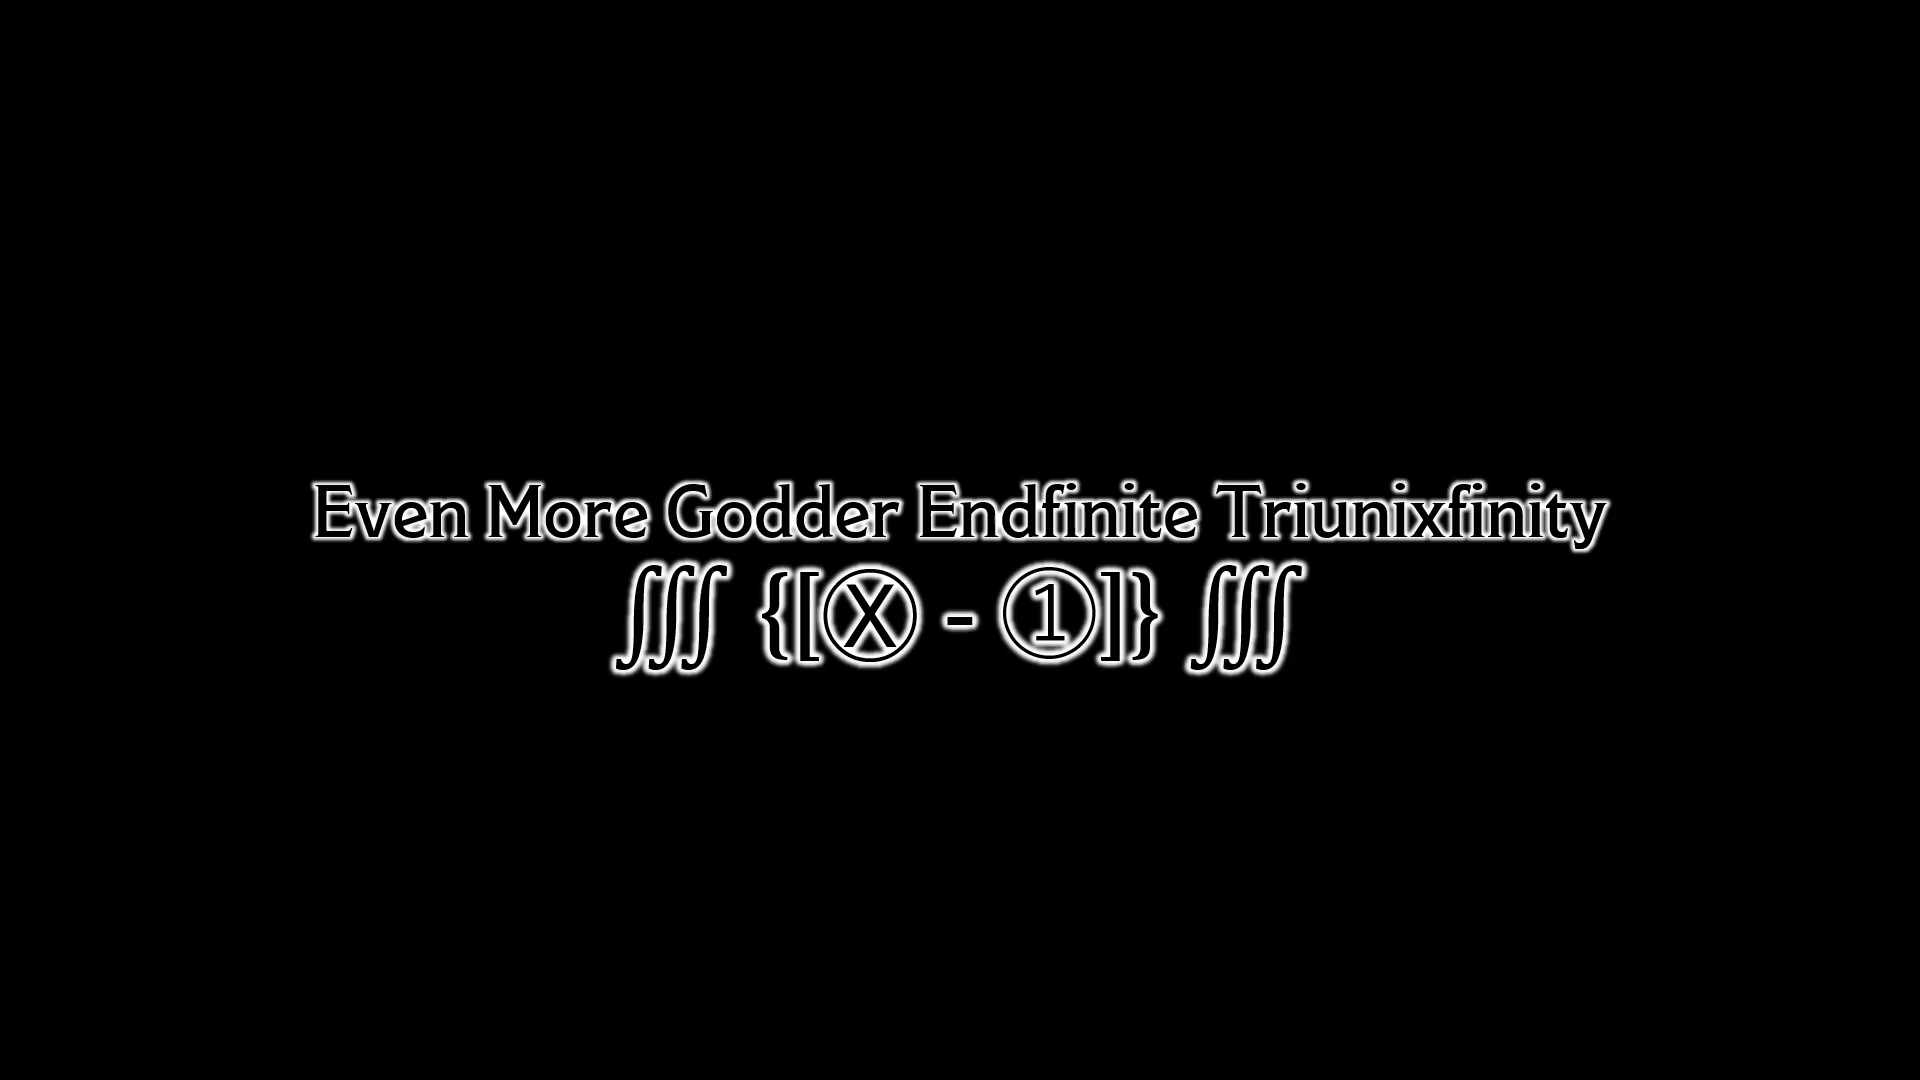 Even More Godder Endfinite Triunixfinity
∭ {[Ⓧ - ①]} ∭